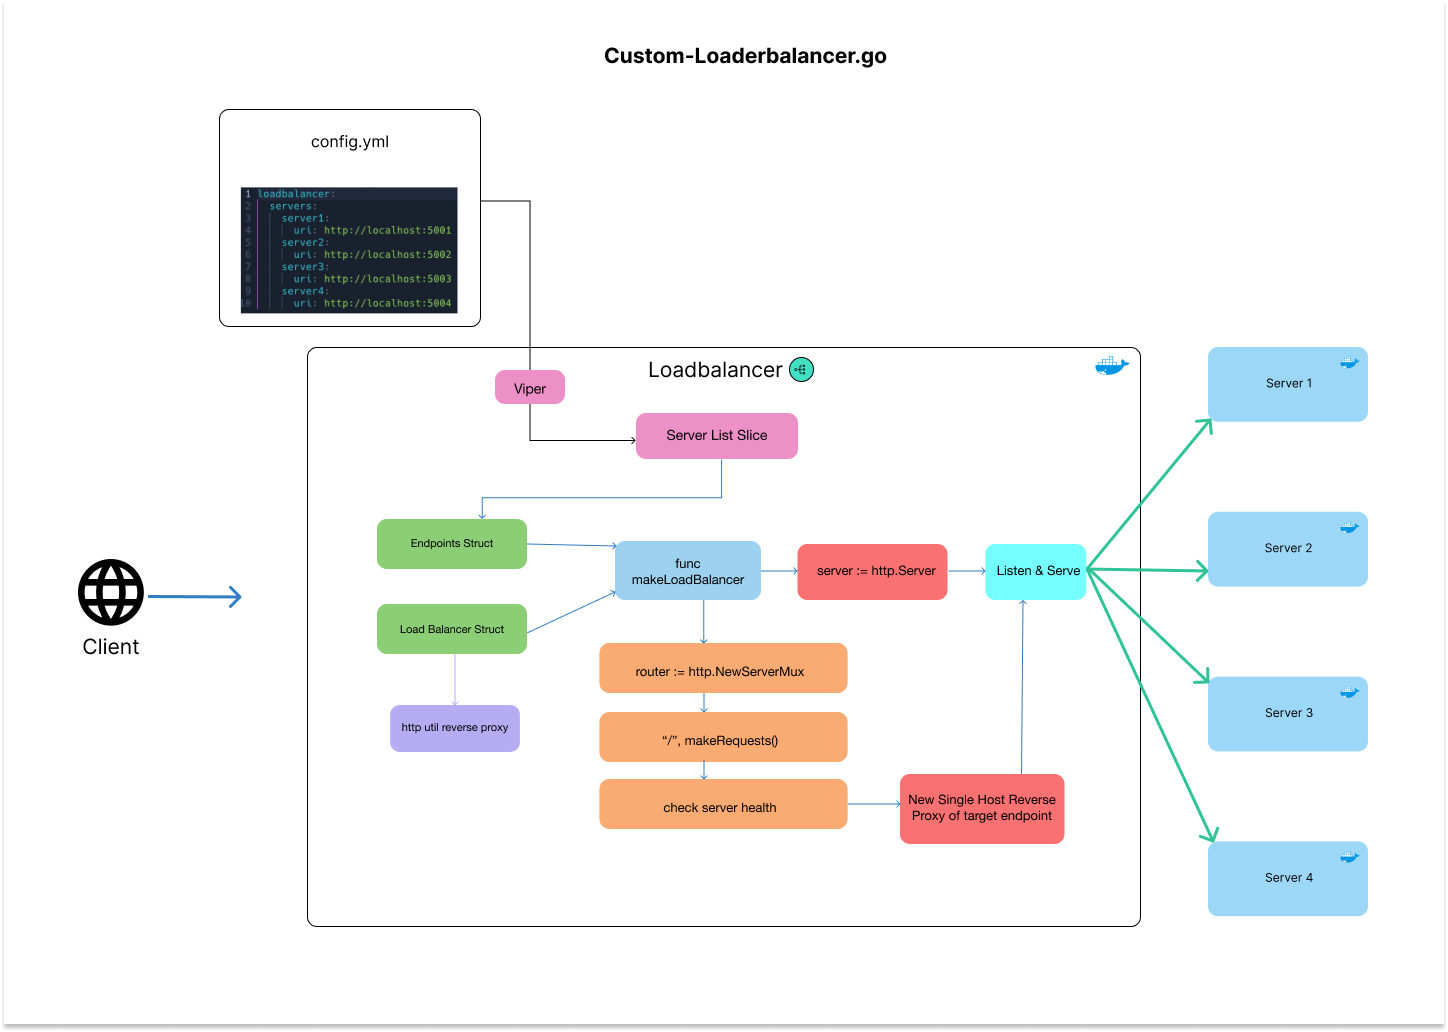 Custom-Loaderbalancer.go
config.yml
1 loadbalancer:
2 servers:
3 server1:
4 uri: http://localhost:5001
5 server2:
6 uri: http://localhost:5002
7 server3:
8 uri: http://localhost:5003
9 server4:
10 uri: http://localhost:5004
Loadbalancer
Viper
Server List Slice
Endpoints Struct
Load Balancer Struct
http util reverse proxy
func
makeLoadBalancer
server := http.Server
Listen & Serve
router := http.NewServerMux
“/”, makeRequests()
check server health
New Single Host Reverse
Proxy of target endpoint
Client
Server 1
Server 2
Server 3
Server 4